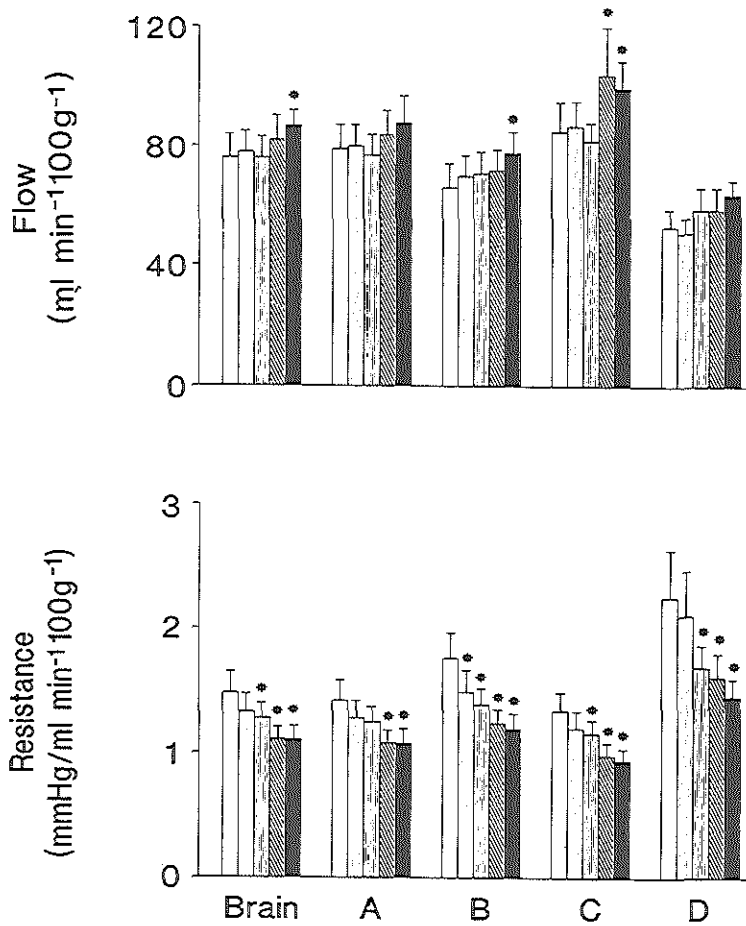 120
80
40
0
Flow
(ml min⁻¹100g⁻¹)
3
2
1
0
Resistance
(mmHg/ml min⁻¹100g⁻¹)
Brain A B C D